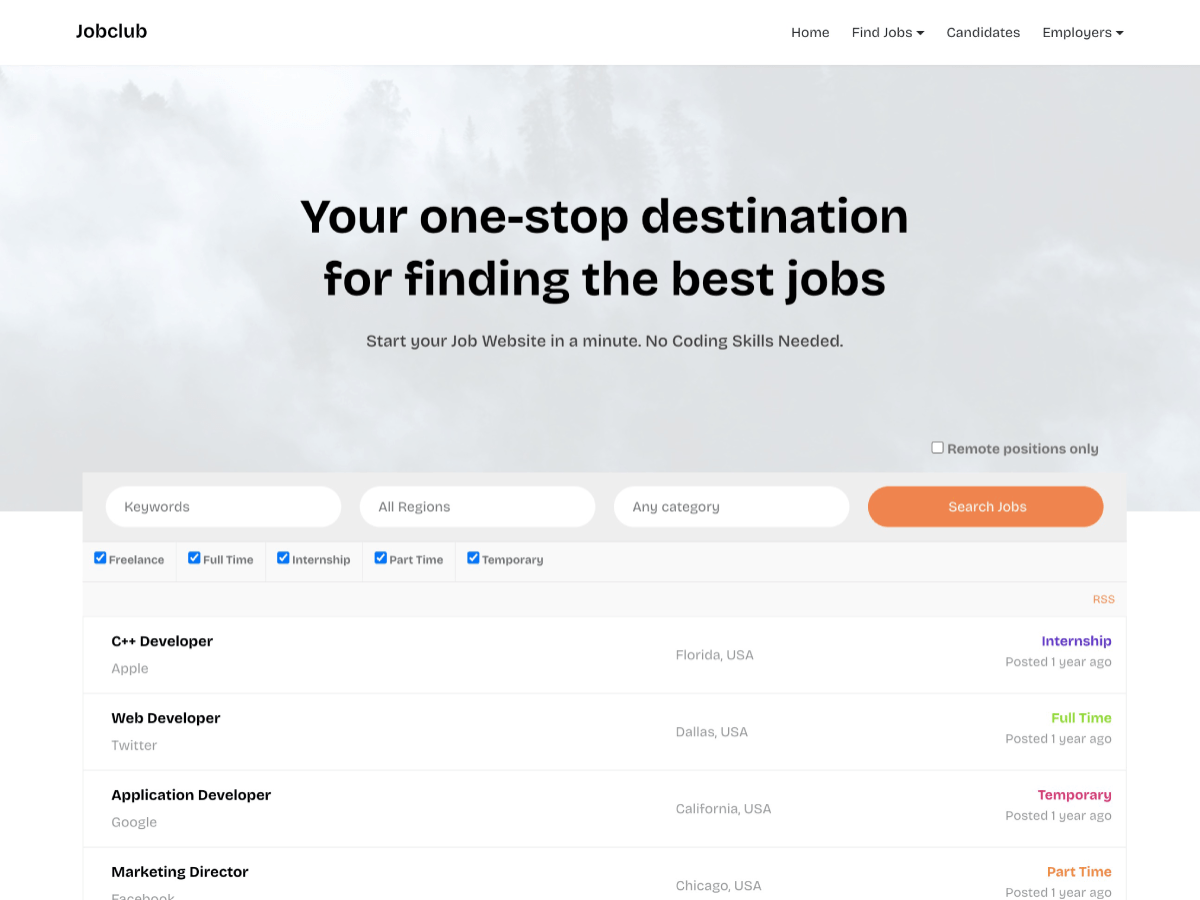 Jobclub
Home Find Jobs Candidates Employers
Your one-stop destination
for finding the best jobs
Start your Job Website in a minute. No Coding Skills Needed.
Remote positions only
Keywords All Regions Any category Search Jobs
Freelance Full Time Internship Part Time Temporary
RSS
C++ Developer
Apple
Florida, USA
Internship
Posted 1 year ago
Web Developer
Twitter
Dallas, USA
Full Time
Posted 1 year ago
Application Developer
Google
California, USA
Temporary
Posted 1 year ago
Marketing Director
Facebook
Chicago, USA
Part Time
Posted 1 year ago